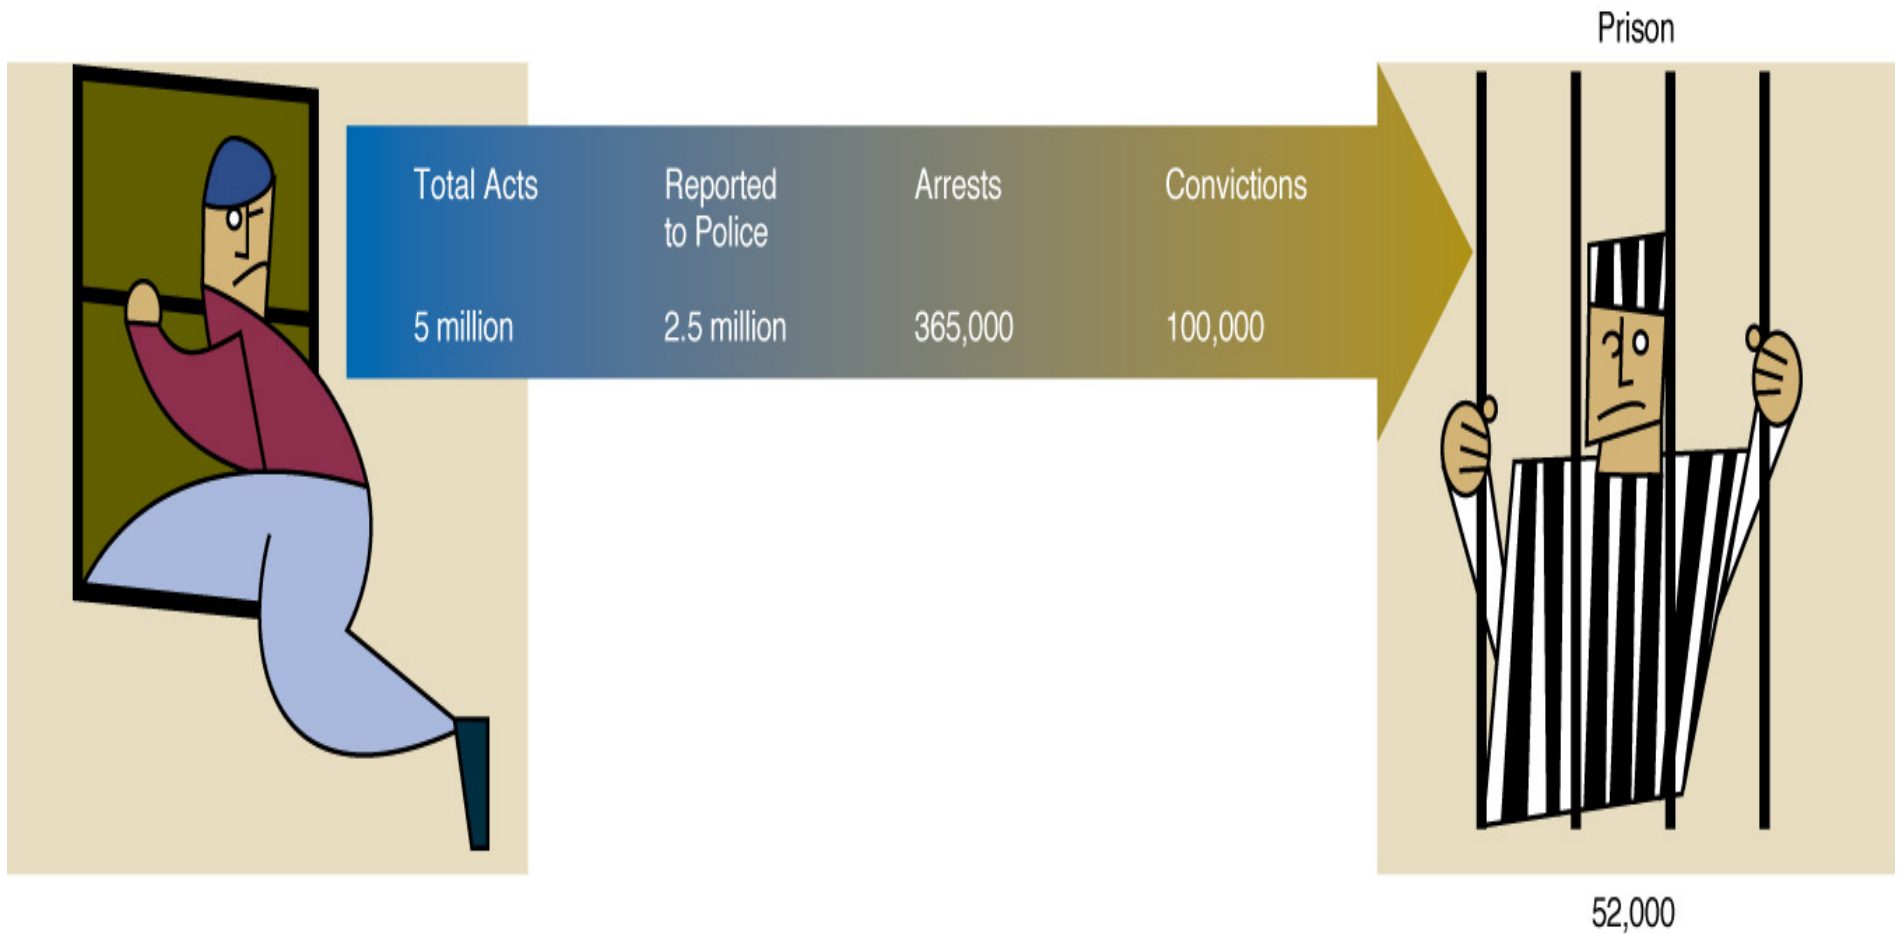 Prison
Total Acts
Reported
to Police
Arrests
Convictions
5 million
2.5 million
365,000
100,000
52,000